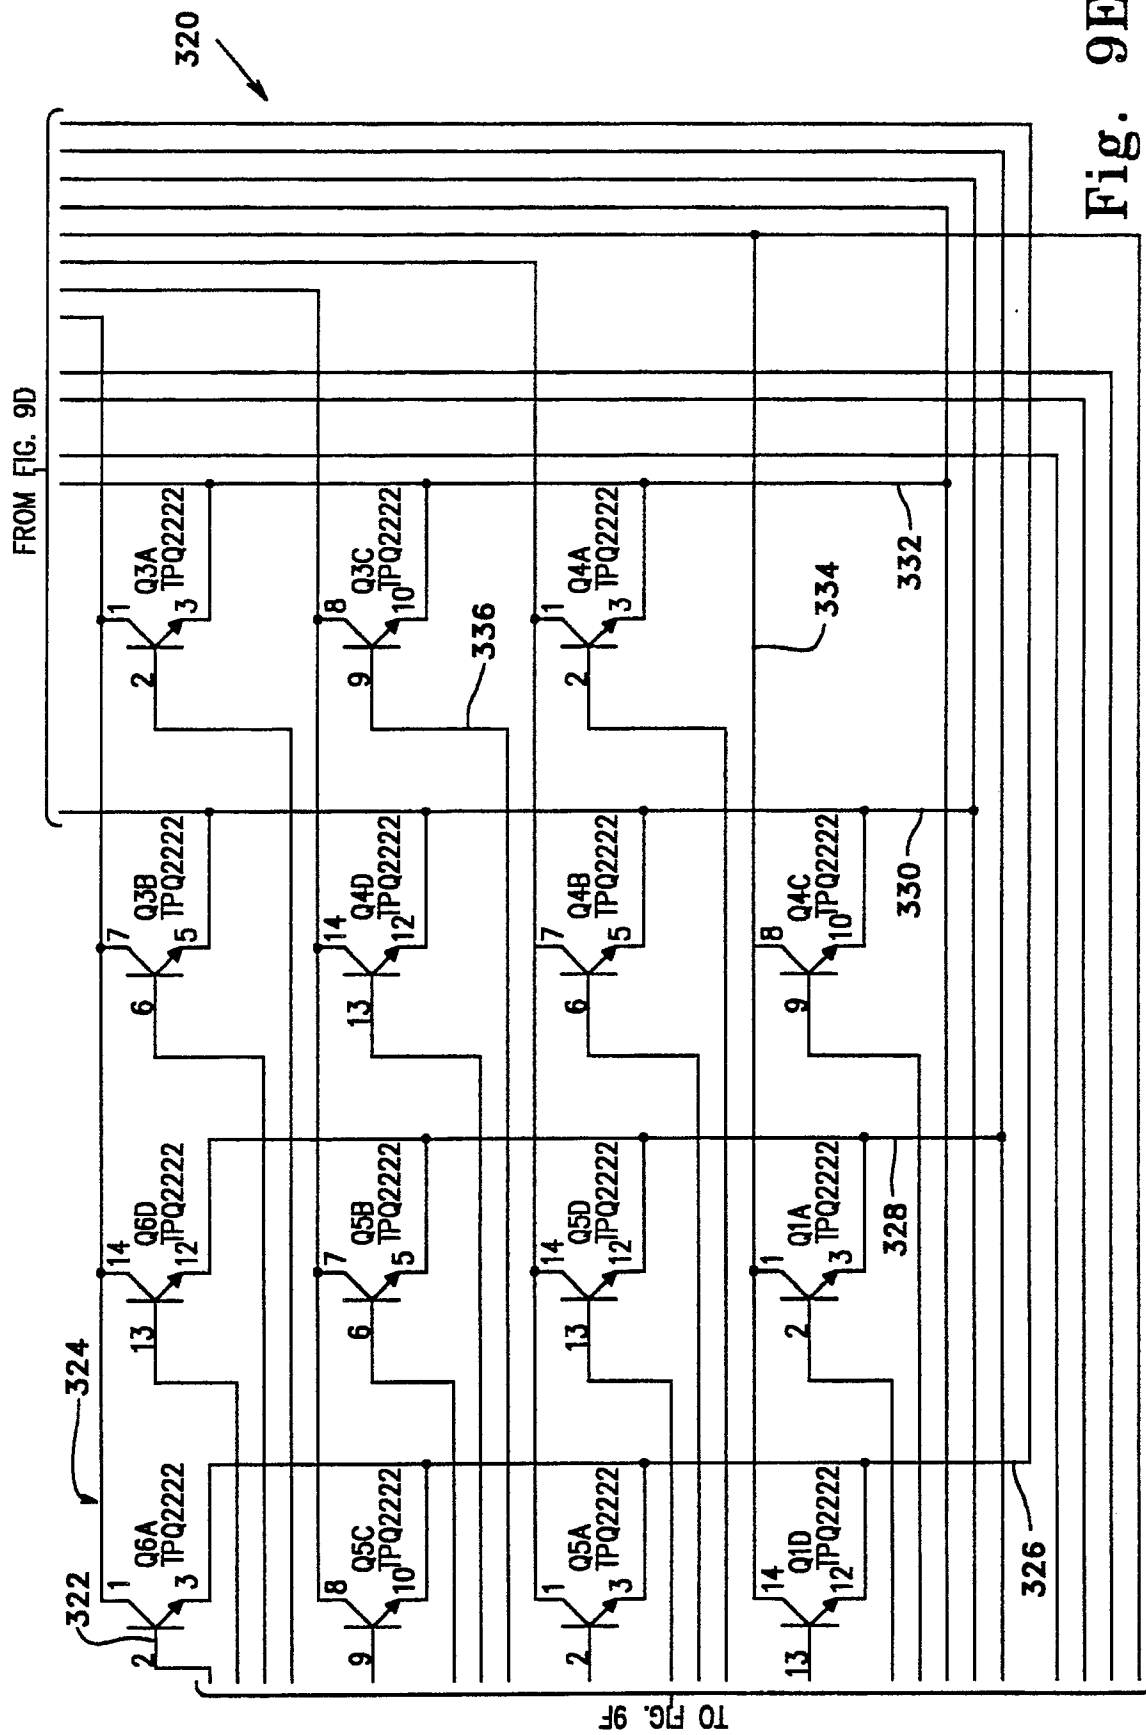 FROM FIG. 9D
320
324
322
Q6A
TPQ2222
1
2
3
Q6D
TPQ2222
14
13
12
Q3B
TPQ2222
7
6
5
Q3A
TPQ2222
1
2
3
Q5C
TPQ2222
8
9
10
Q5B
TPQ2222
7
6
5
Q4D
TPQ2222
14
13
12
Q3C
TPQ2222
8
9
10
336
Q5A
TPQ2222
1
2
3
Q5D
TPQ2222
14
13
12
Q4B
TPQ2222
7
6
5
Q4A
TPQ2222
1
2
3
334
Q1D
TPQ2222
14
13
12
Q1A
TPQ2222
1
2
3
Q4C
TPQ2222
8
9
10
326
328
330
332
TO FIG. 9F
Fig. 9E